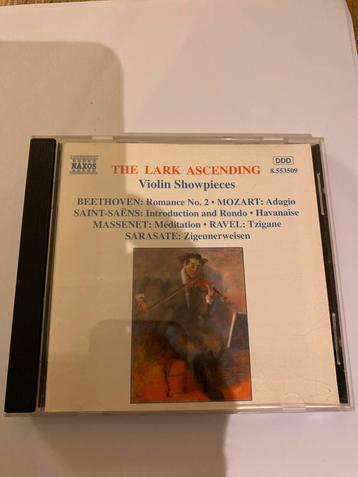 NAXOS
DDD
8.553509
THE LARK ASCENDING
Violin Showpieces
BEETHOVEN: Romance No. 2 • MOZART: Adagio
SAINT-SAËNS: Introduction and Rondo • Havanaise
MASSENET: Méditation • RAVEL: Tzigane
SARASATE: Zigeunerweisen